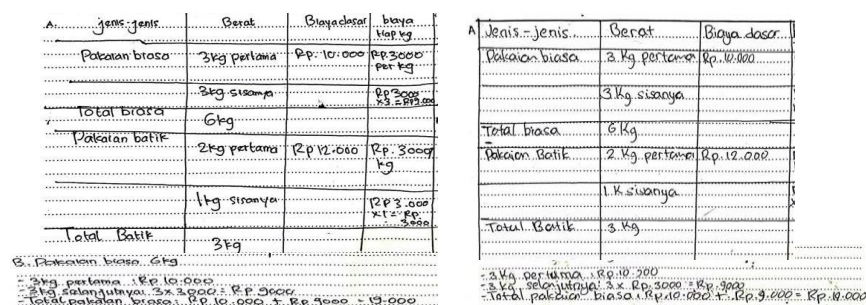 A. jenis-jenis Berat Biaya dasar biaya tiap kg
Pakaian biasa 3kg pertama Rp. 10.000 Rp.3000 per kg
3kg sisanya Rp3000 x3 = Rp9.000
Total biasa 6kg
Pakaian batik 2kg pertama Rp 12.000 Rp. 3000/kg
1kg sisanya Rp3.000 x1 = Rp. 3.000
Total Batik 3kg
B. Pakaian biasa 6kg
- 3kg pertama : Rp 10.000
- 3kg selanjutnya: 3x3.000 = Rp 9000
- Total pakaian biasa : Rp 10.000 + Rp 9000 = 19.000
A Jenis-jenis Berat Biaya dasar
Pakaian biasa 3 Kg pertama Rp.10.000
3 Kg sisanya
Total biasa 6 Kg
Pakaian Batik 2 Kg pertama Rp.12.000
1.K sisanya
Total Batik 3 Kg
- 3 Kg pertama : Rp.10.000
- 3 Kg selanjutnya 3 x Rp.3000 = Rp.9000
- Total pakaian biasa : Rp.10.000 + Rp.9.000 = Rp.19.000